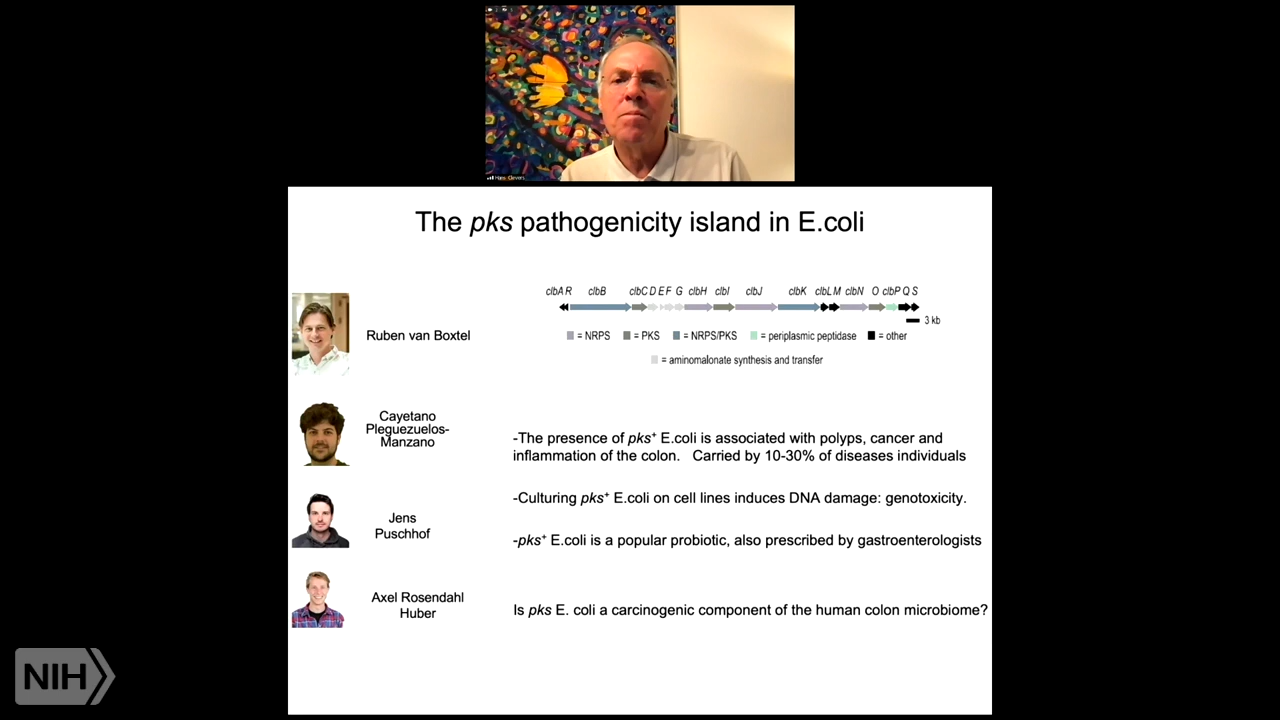 Hans Clevers
The pks pathogenicity island in E.coli
clbA R clbB clbC D E F G clbH clbI clbJ clbK clbL M clbN O clbP Q S
3 kb
= NRPS = PKS = NRPS/PKS = periplasmic peptidase = other
= aminomalonate synthesis and transfer
Ruben van Boxtel
Cayetano
Pleguezuelos-
Manzano
-The presence of pks+ E.coli is associated with polyps, cancer and
inflammation of the colon. Carried by 10-30% of diseases individuals
-Culturing pks+ E.coli on cell lines induces DNA damage: genotoxicity.
Jens
Puschhof
-pks+ E.coli is a popular probiotic, also prescribed by gastroenterologists
Axel Rosendahl
Huber
Is pks E. coli a carcinogenic component of the human colon microbiome?
NIH